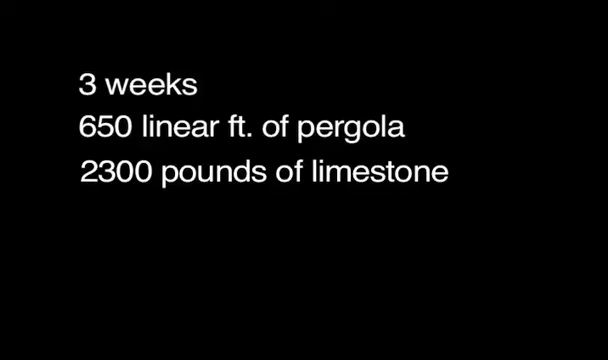 3 weeks
650 linear ft. of pergola
2300 pounds of limestone